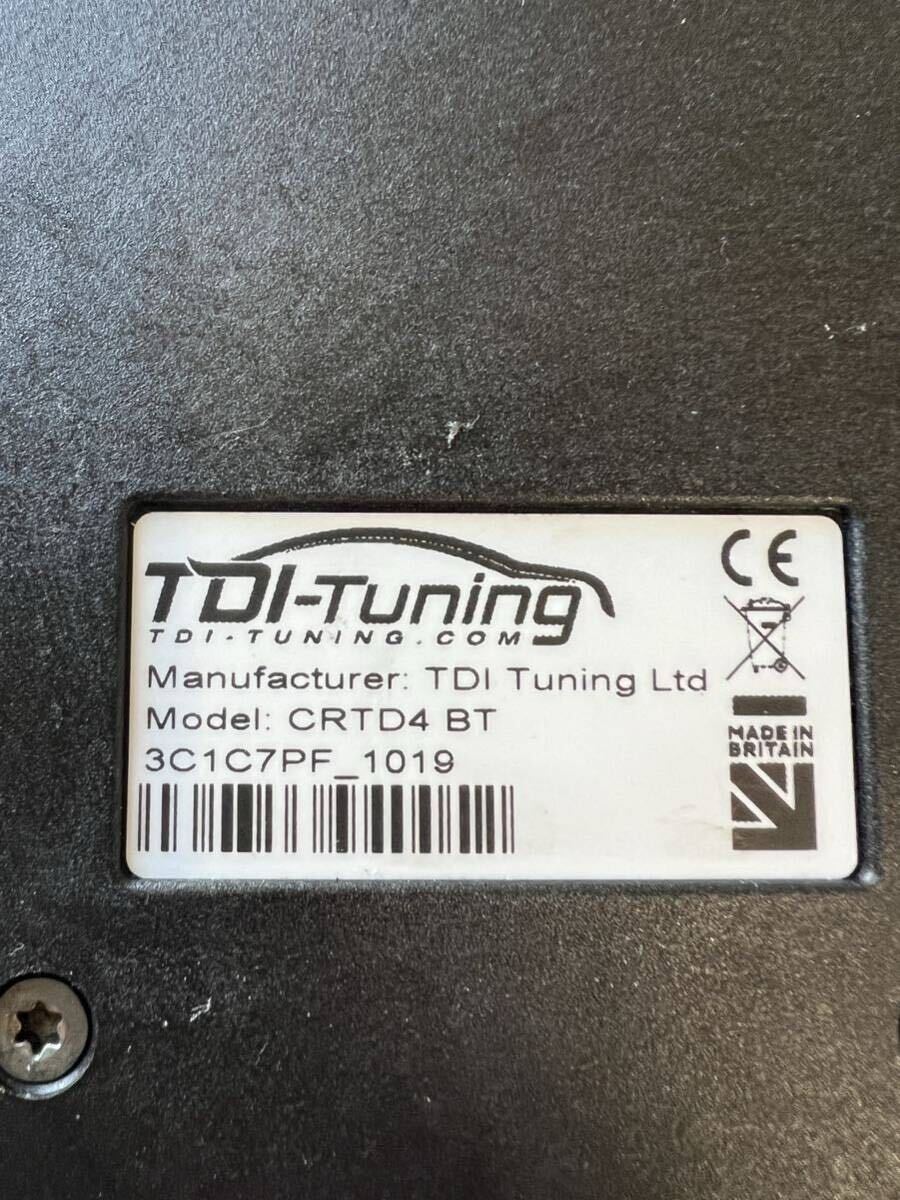 TDI-Tuning
TDI-TUNING.COM
CE
Manufacturer: TDI Tuning Ltd
Model: CRTD4 BT
3C1C7PF_1019
MADE IN
BRITAIN